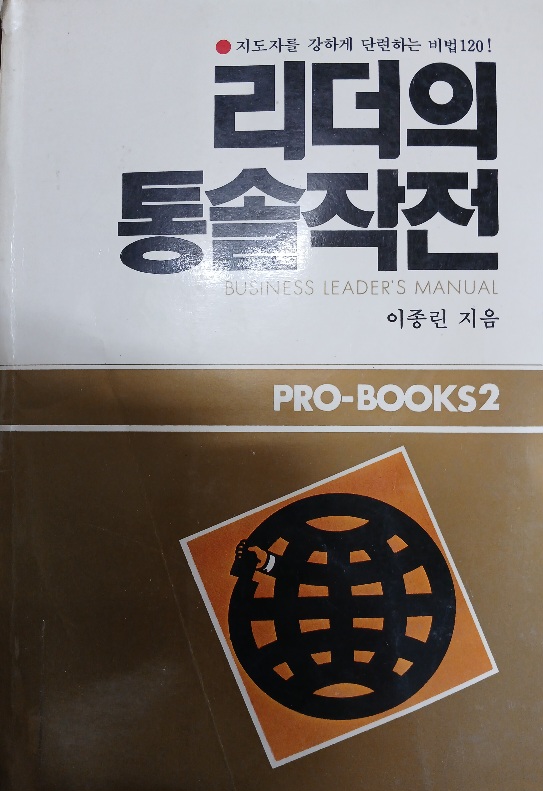 ● 지도자를 강하게 단련하는 비법120!
리더의
통솔작전
BUSINESS LEADER'S MANUAL
이종린 지음
PRO-BOOKS2